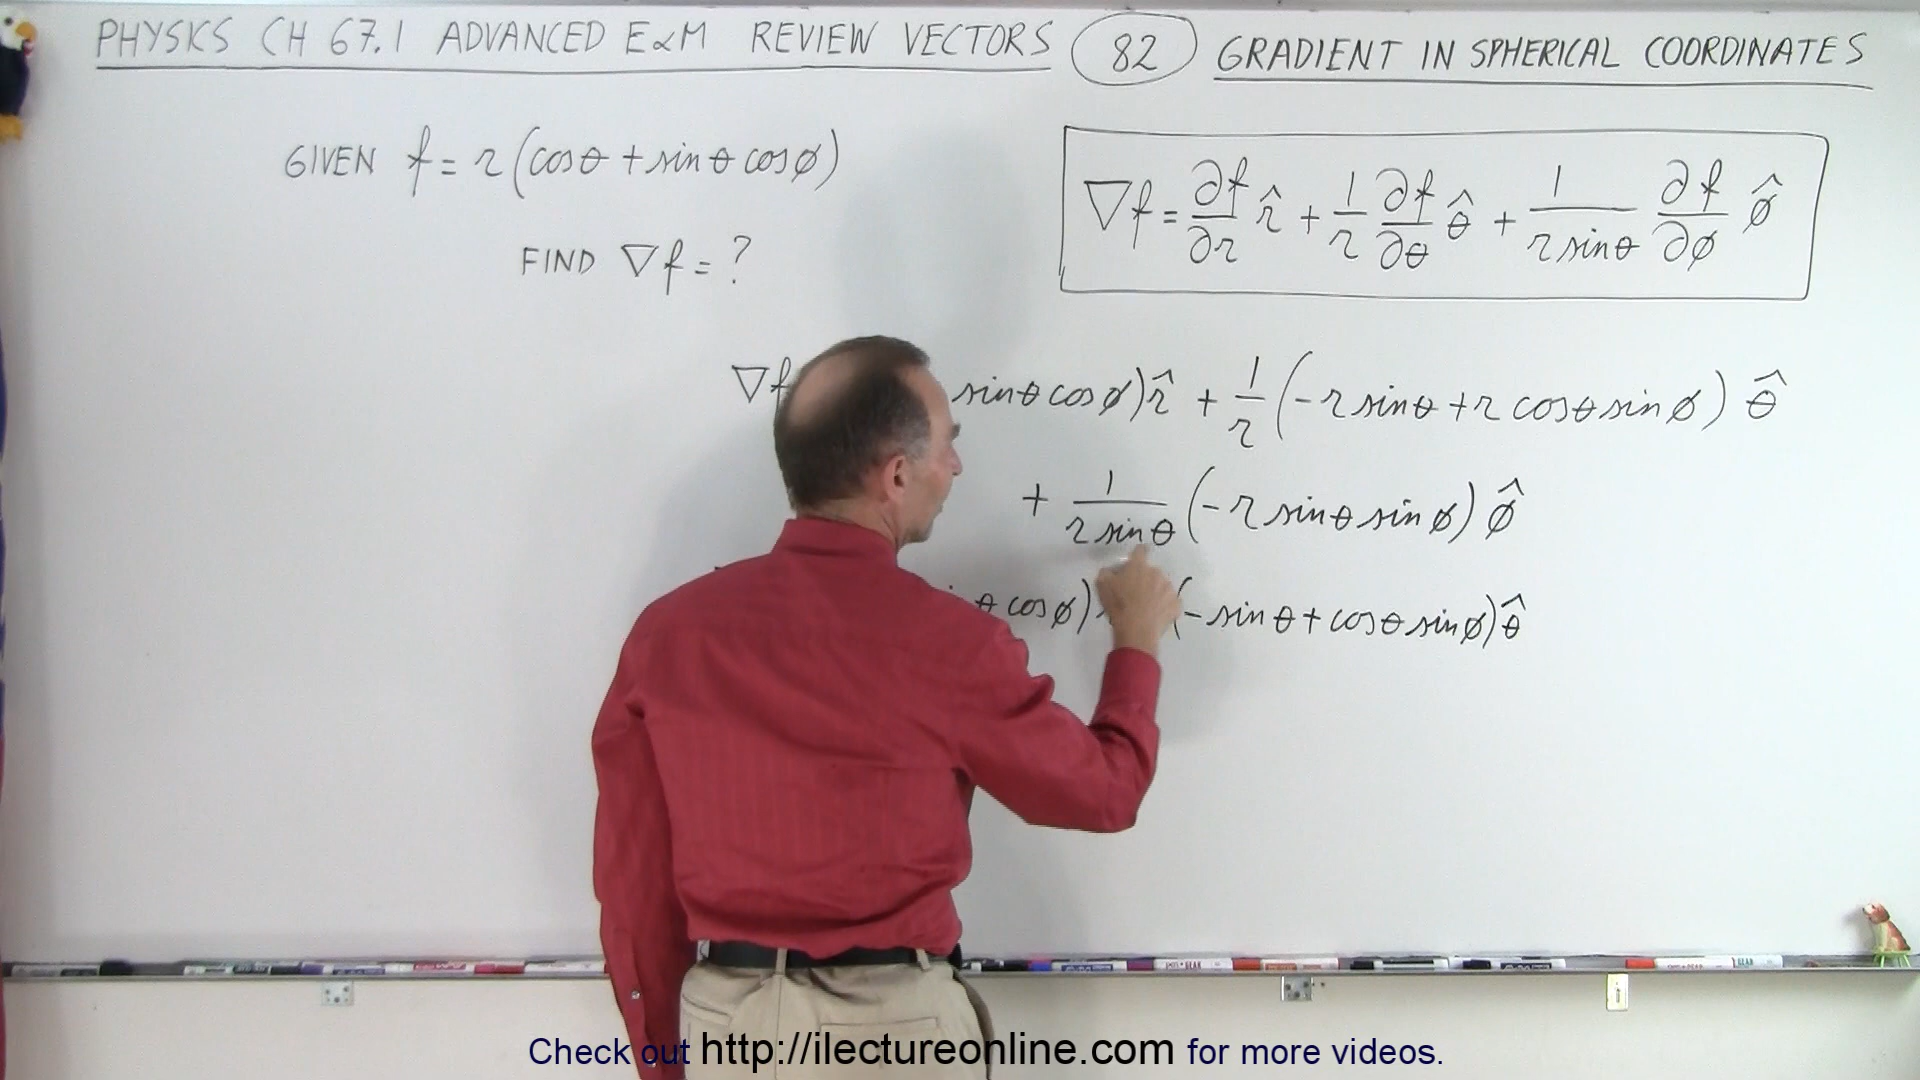 PHYSICS CH 67.1 ADVANCED E&M REVIEW VECTORS 82 GRADIENT IN SPHERICAL COORDINATES
GIVEN f = r(cosθ + sinθ cosφ)
∇f = ∂f/∂r r̂ + 1/r ∂f/∂θ θ̂ + 1/(r sinθ) ∂f/∂φ φ̂
FIND ∇f = ?
∇f sinθ cosφ) r̂ + 1/r (-r sinθ + r cosθ sinφ) θ̂
+ 1/(r sinθ) (-r sinθ sinφ) φ̂
θ cosφ) (-sinθ + cosθ sinφ) θ̂
Check out http://ilectureonline.com for more videos.